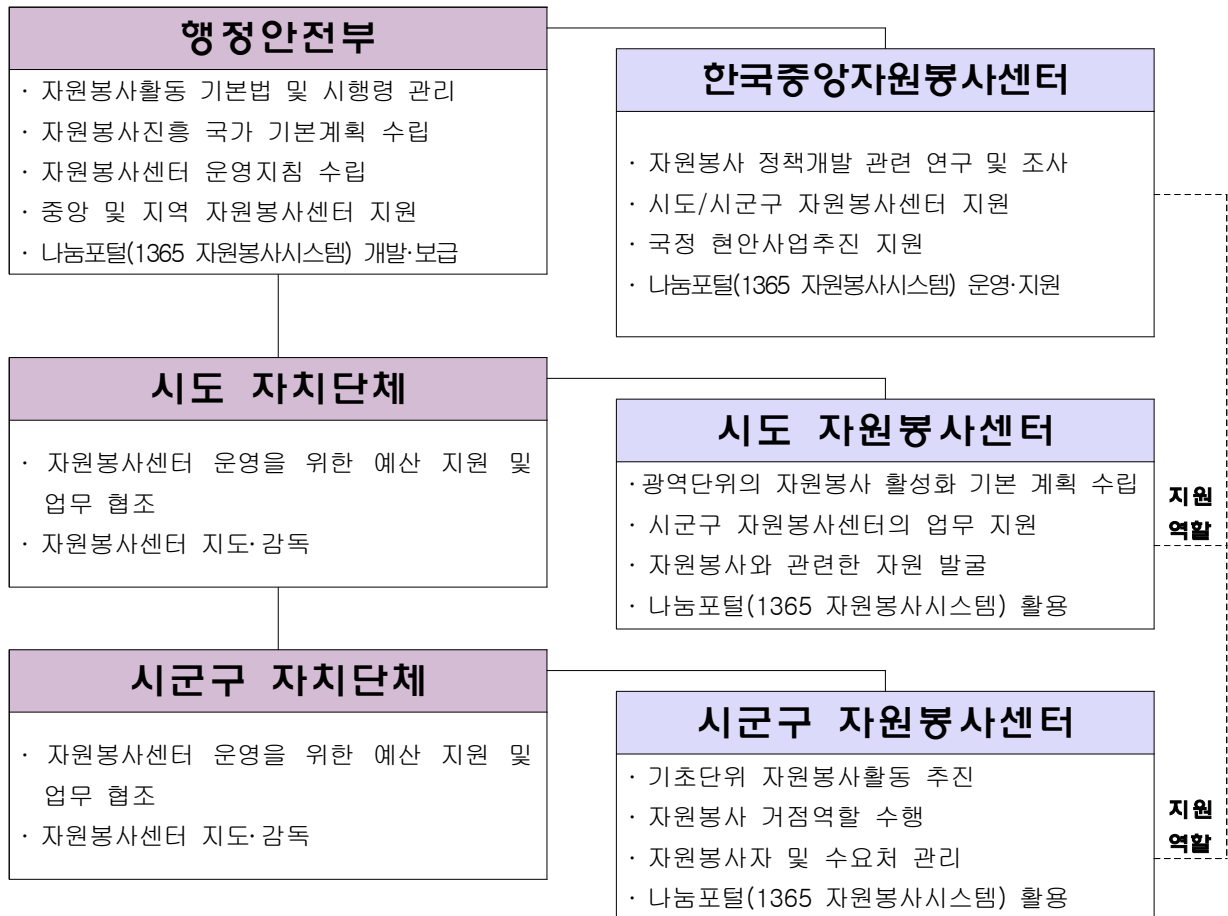 행정안전부
· 자원봉사활동 기본법 및 시행령 관리
· 자원봉사진흥 국가 기본계획 수립
· 자원봉사센터 운영지침 수립
· 중앙 및 지역 자원봉사센터 지원
· 나눔포털(1365 자원봉사시스템) 개발·보급
한국중앙자원봉사센터
· 자원봉사 정책개발 관련 연구 및 조사
· 시도/시군구 자원봉사센터 지원
· 국정 현안사업추진 지원
· 나눔포털(1365 자원봉사시스템) 운영·지원
시도 자치단체
· 자원봉사센터 운영을 위한 예산 지원 및
업무 협조
· 자원봉사센터 지도·감독
시도 자원봉사센터
·광역단위의 자원봉사 활성화 기본 계획 수립
· 시군구 자원봉사센터의 업무 지원
· 자원봉사와 관련한 자원 발굴
· 나눔포털(1365 자원봉사시스템) 활용
지원
역할
시군구 자치단체
· 자원봉사센터 운영을 위한 예산 지원 및
업무 협조
· 자원봉사센터 지도·감독
시군구 자원봉사센터
· 기초단위 자원봉사활동 추진
· 자원봉사 거점역할 수행
· 자원봉사자 및 수요처 관리
· 나눔포털(1365 자원봉사시스템) 활용
지원
역할